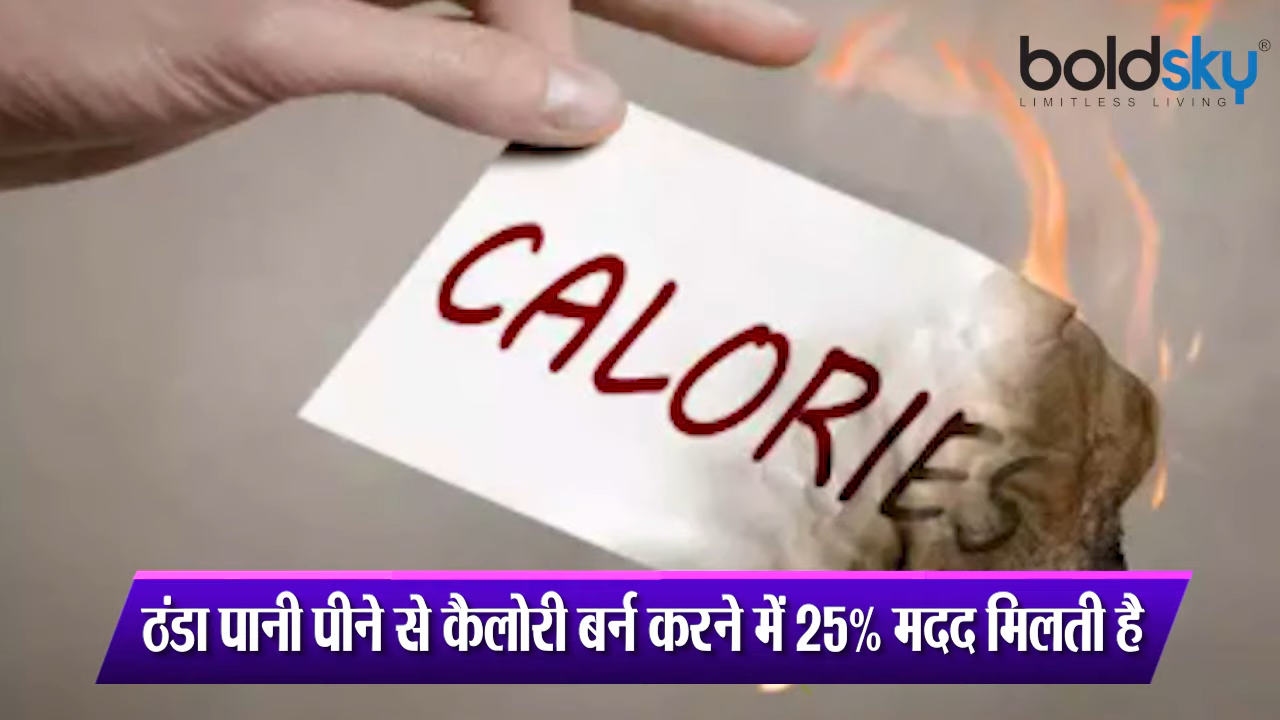 boldsky®
LIMITLESS LIVING
CALORIES
ठंडा पानी पीने से कैलोरी बर्न करने में 25% मदद मिलती है